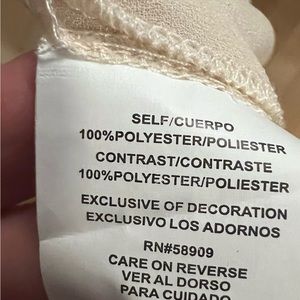 SELF/CUERPO
100%POLYESTER/POLIESTER
CONTRAST/CONTRASTE
100%POLYESTER/POLIESTER
EXCLUSIVE OF DECORATION
EXCLUSIVO LOS ADORNOS
RN#58909
CARE ON REVERSE
VER AL DORSO
PARA CUIDADO